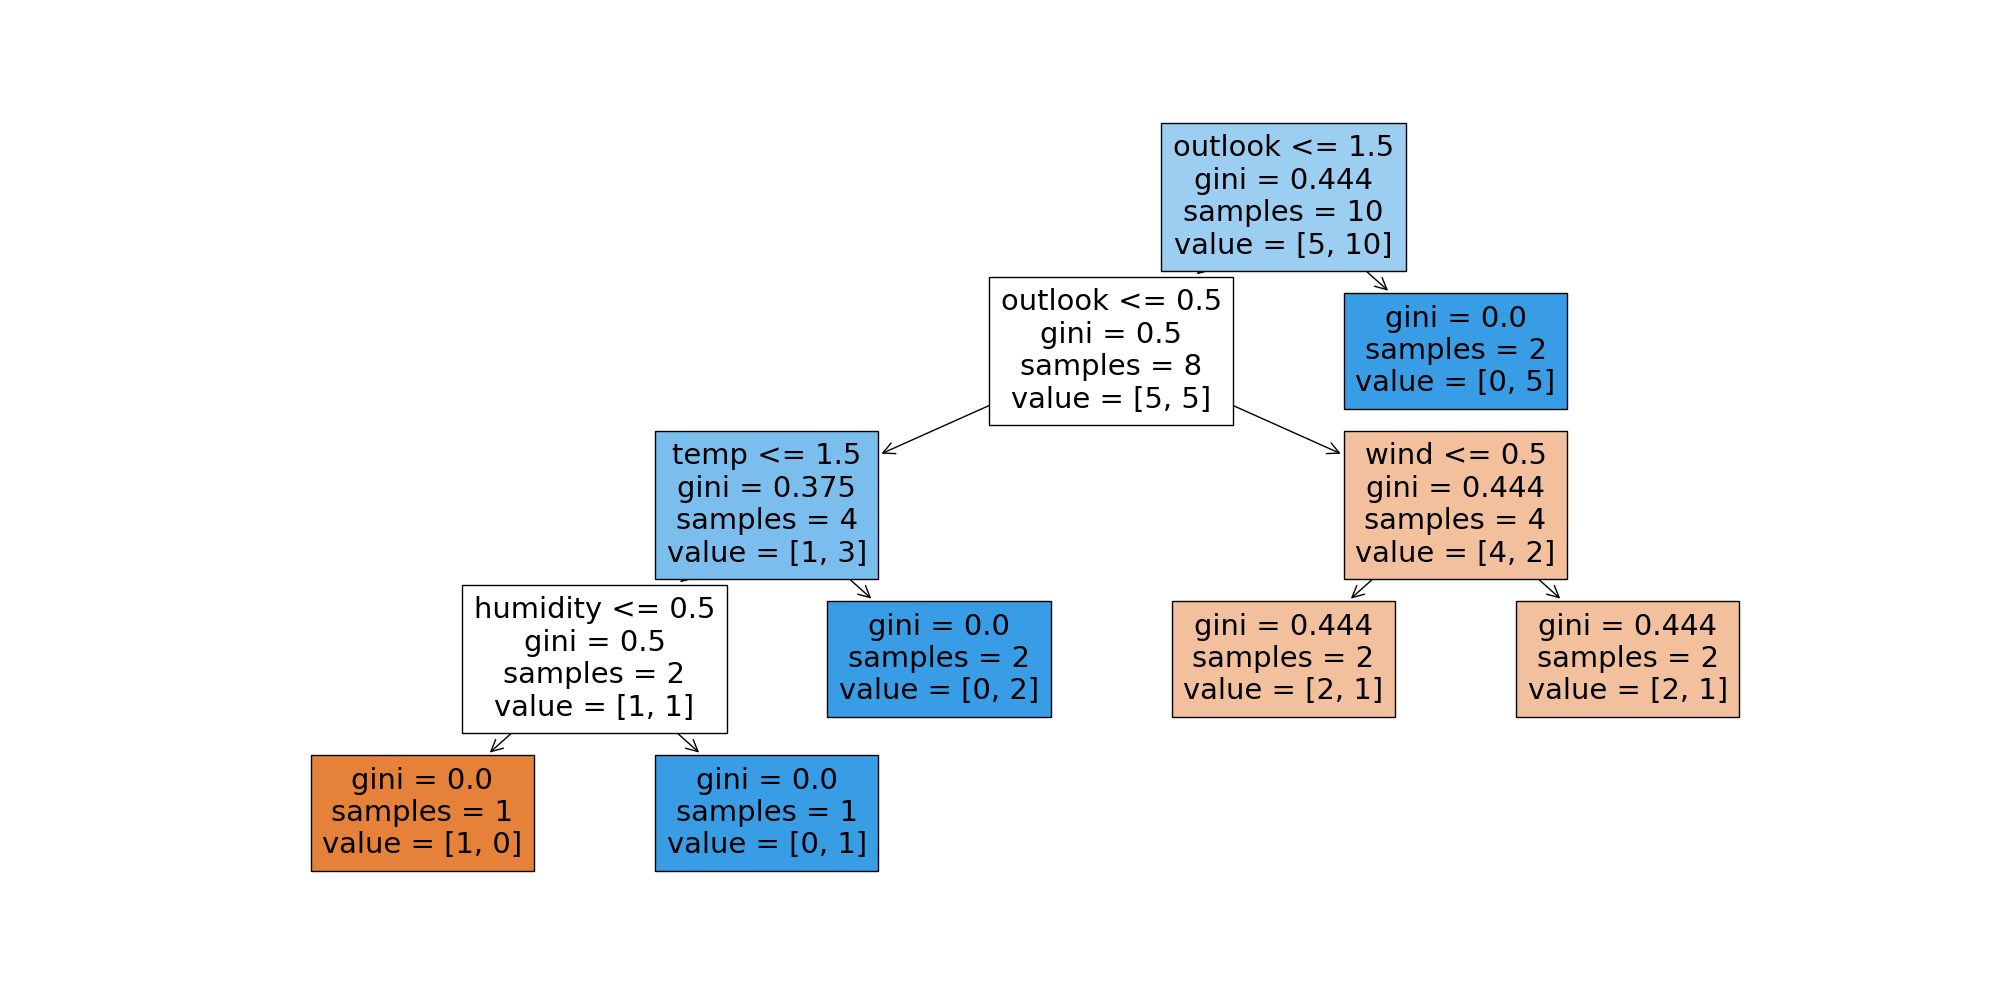 outlook <= 1.5
gini = 0.444
samples = 10
value = [5, 10]
outlook <= 0.5
gini = 0.5
samples = 8
value = [5, 5]
gini = 0.0
samples = 2
value = [0, 5]
temp <= 1.5
gini = 0.375
samples = 4
value = [1, 3]
wind <= 0.5
gini = 0.444
samples = 4
value = [4, 2]
humidity <= 0.5
gini = 0.5
samples = 2
value = [1, 1]
gini = 0.0
samples = 2
value = [0, 2]
gini = 0.444
samples = 2
value = [2, 1]
gini = 0.444
samples = 2
value = [2, 1]
gini = 0.0
samples = 1
value = [1, 0]
gini = 0.0
samples = 1
value = [0, 1]